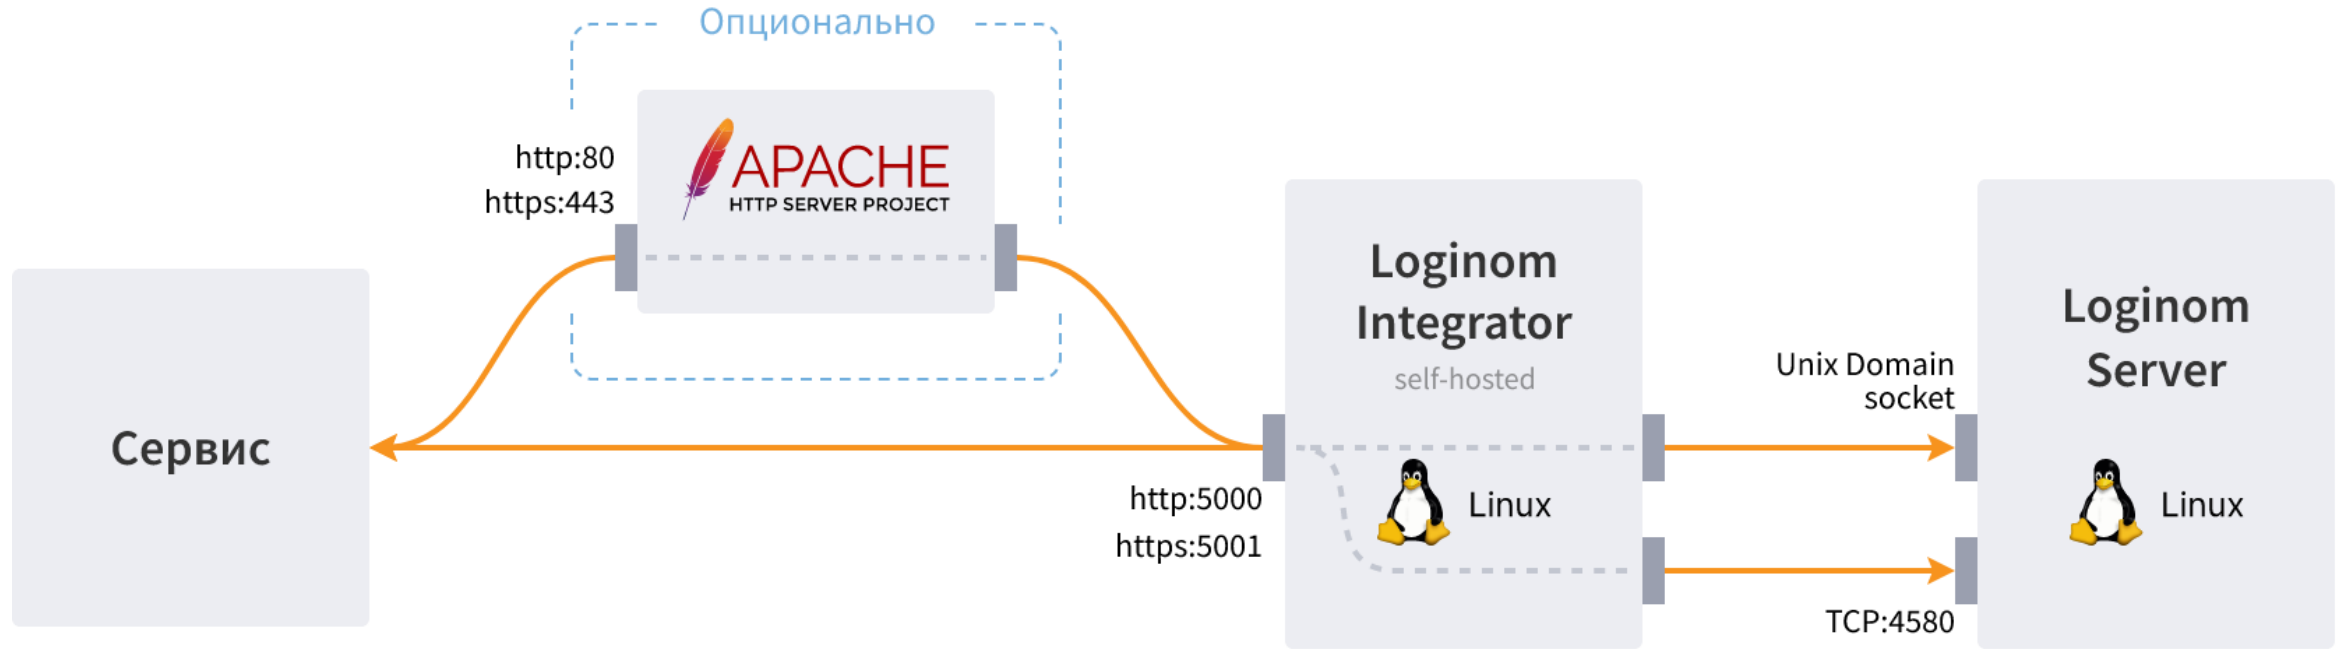 Опционально
http:80
https:443
APACHE
HTTP SERVER PROJECT
Сервис
http:5000
https:5001
Loginom
Integrator
self-hosted
Linux
Unix Domain
socket
TCP:4580
Loginom
Server
Linux